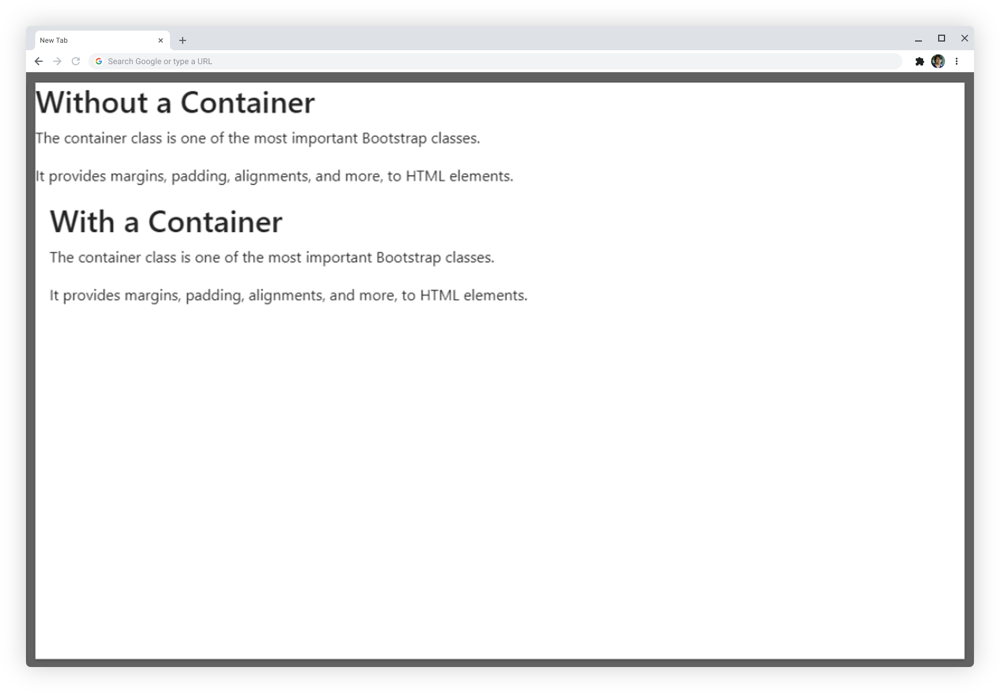 New Tab
Search Google or type a URL
Without a Container
The container class is one of the most important Bootstrap classes.
It provides margins, padding, alignments, and more, to HTML elements.
With a Container
The container class is one of the most important Bootstrap classes.
It provides margins, padding, alignments, and more, to HTML elements.